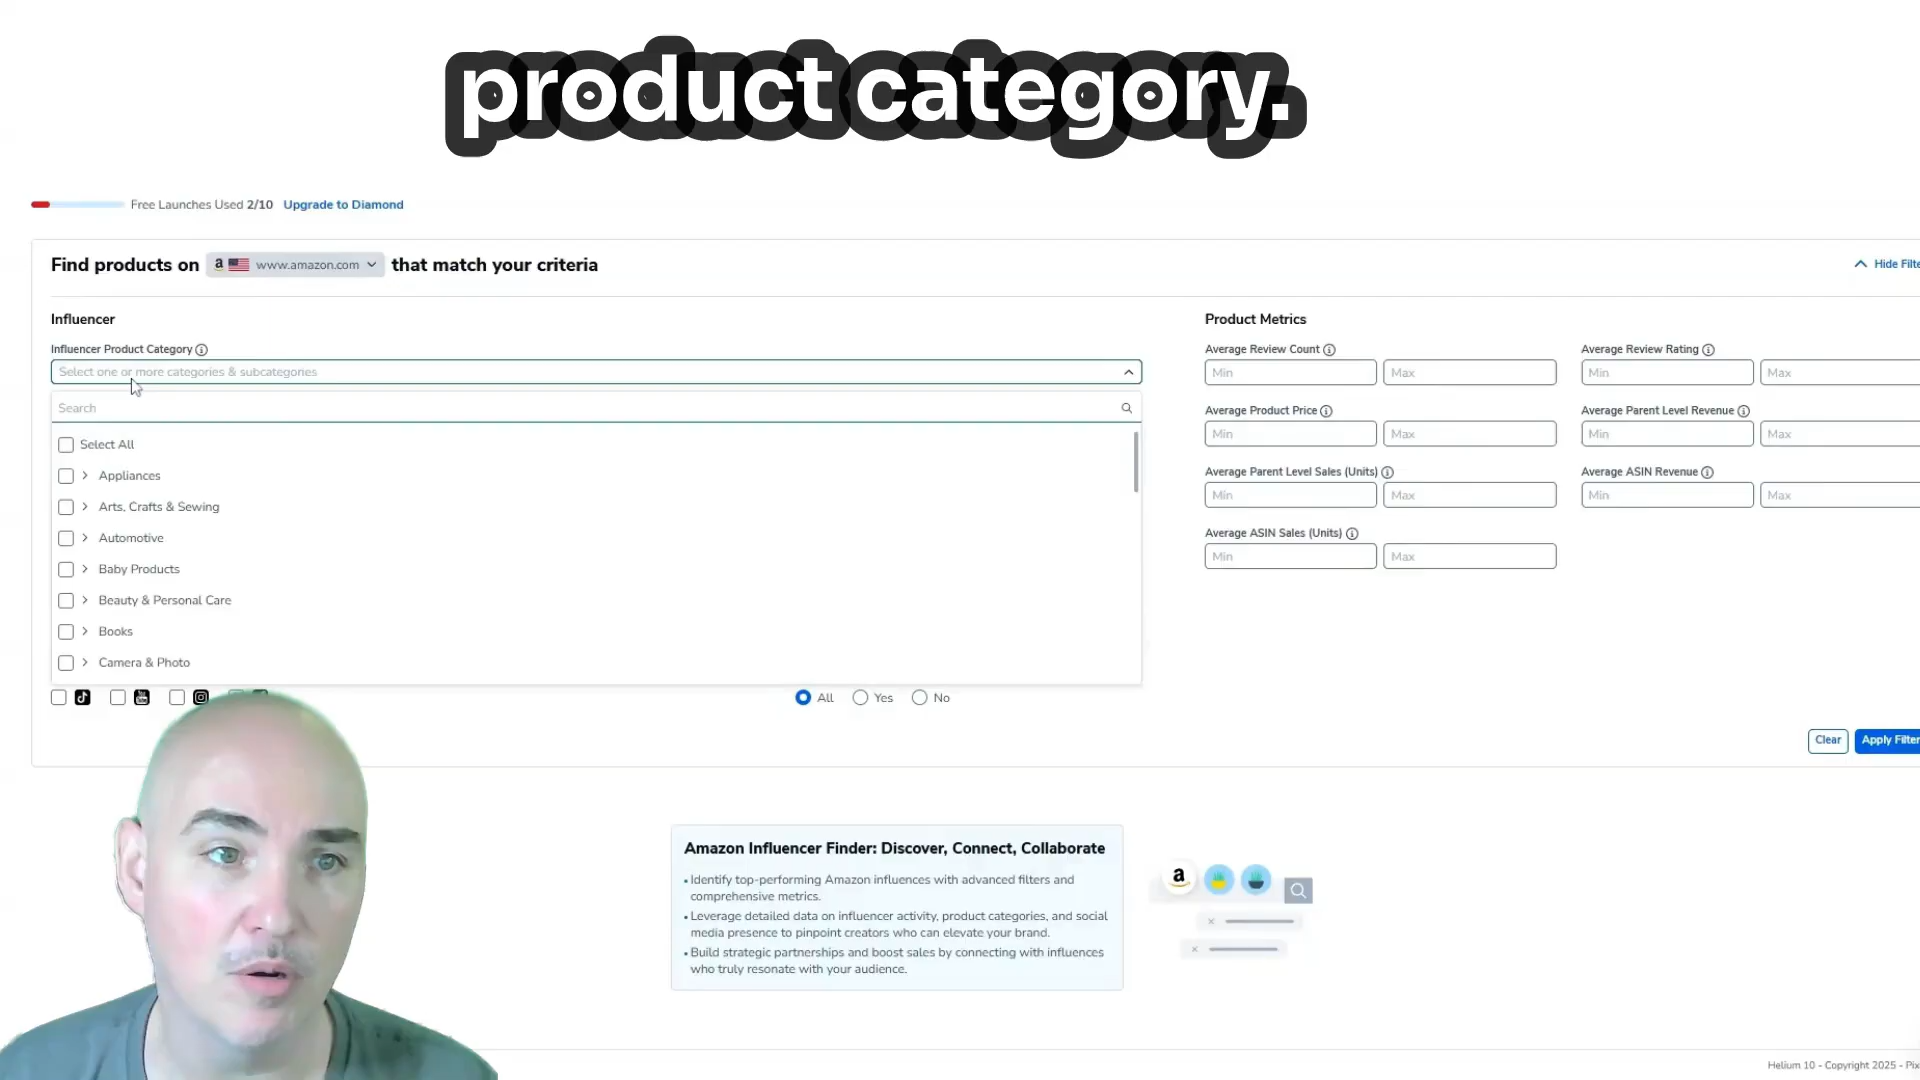 product category.
Free Launches Used 2/10 Upgrade to Diamond
Find products on www.amazon.com that match your criteria
Hide Filte
Influencer
Product Metrics
Influencer Product Category
Average Review Count
Average Review Rating
Select one or more categories & subcategories
Min Max
Min Max
Search
Average Product Price
Average Parent Level Revenue
Min Max
Min Max
Select All
Appliances
Average Parent Level Sales (Units)
Average ASIN Revenue
Min Max
Min Max
Arts, Crafts & Sewing
Automotive
Average ASIN Sales (Units)
Min Max
Baby Products
Beauty & Personal Care
Books
Camera & Photo
All Yes No
Clear Apply Filter
Amazon Influencer Finder: Discover, Connect, Collaborate
• Identify top-performing Amazon influences with advanced filters and
comprehensive metrics.
• Leverage detailed data on influencer activity, product categories, and social
media presence to pinpoint creators who can elevate your brand.
• Build strategic partnerships and boost sales by connecting with influences
who truly resonate with your audience.
Helium 10 - Copyright 2025 - Pix